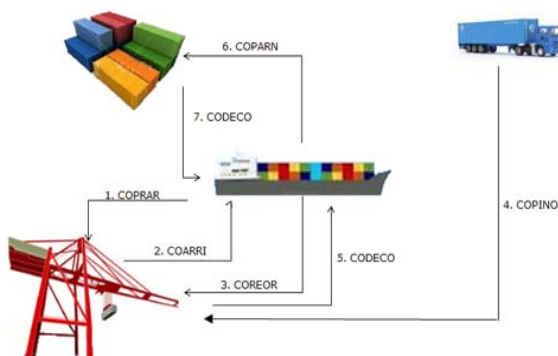 6. COPARN
7. CODECO
1. COPRAR
4. COPINO
2. COARRI
5. CODECO
3. COREOR